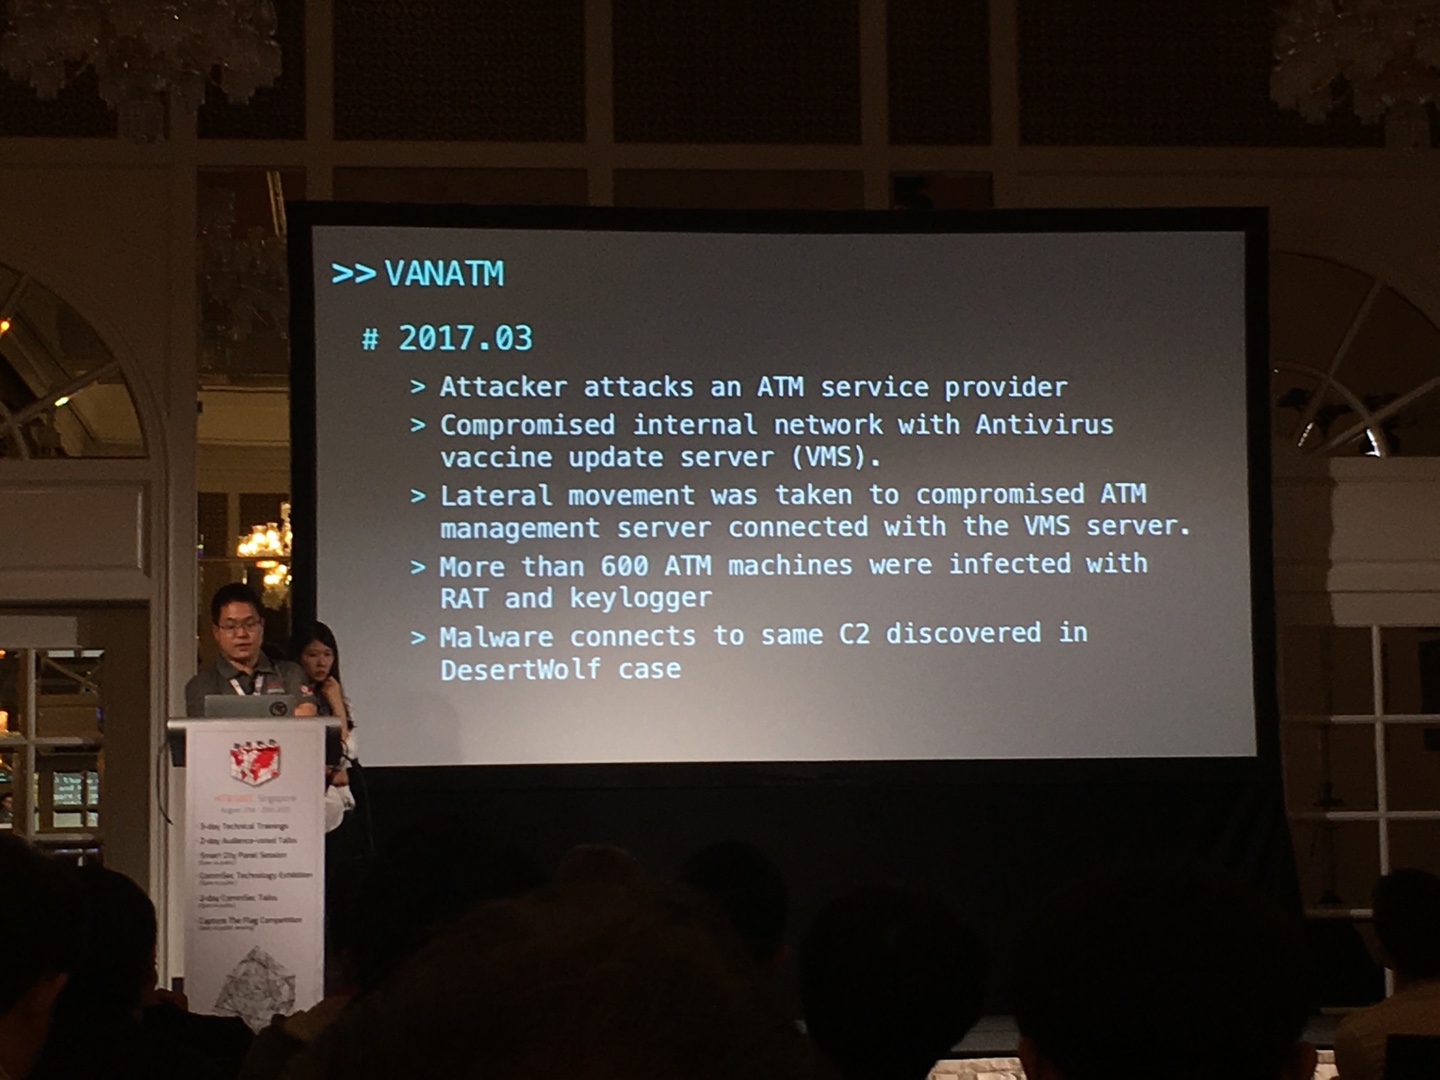 >> VANATM
# 2017.03
> Attacker attacks an ATM service provider
> Compromised internal network with Antivirus
vaccine update server (VMS).
> Lateral movement was taken to compromised ATM
management server connected with the VMS server.
> More than 600 ATM machines were infected with
RAT and keylogger
> Malware connects to same C2 discovered in
DesertWolf case
Singapore
3-day Technical Trainings
2-day Audience-voted Talks
Smart City Panel Session
CommSec Technology Exhibition
2-day CommSec Talks
Capture The Flag Competition